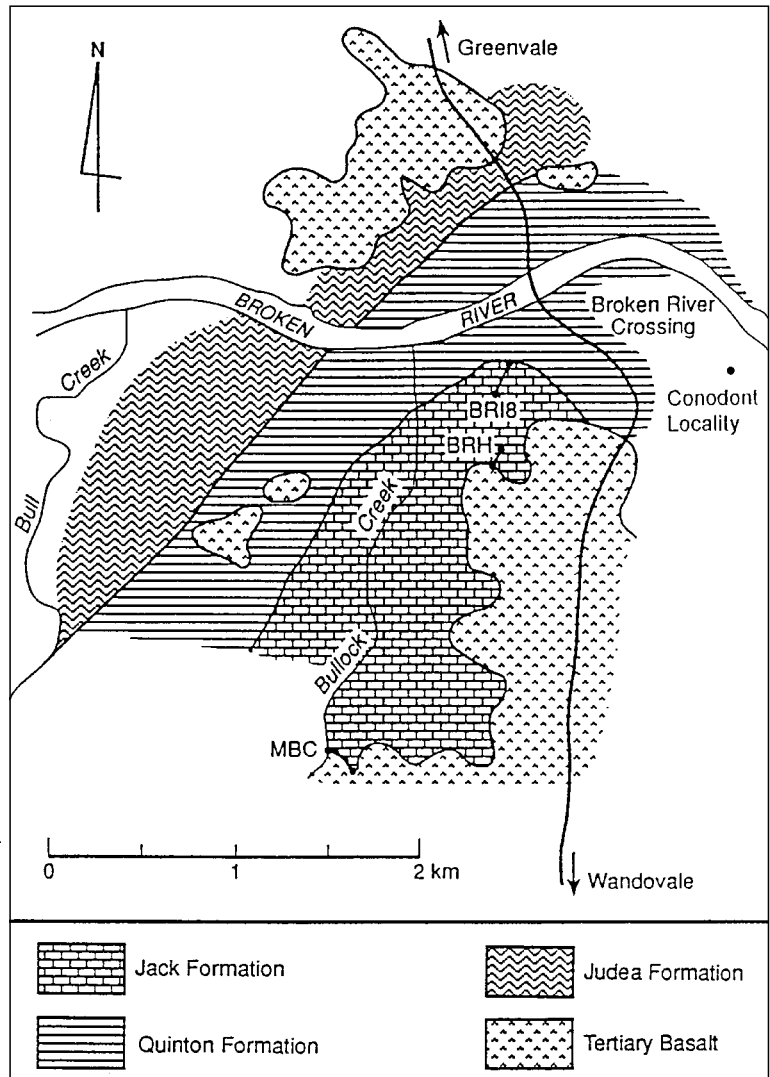 N
Greenvale
BROKEN
RIVER
Broken River
Crossing
Creek
Bull
BRI8
BRH
Conodont
Locality
Creek
Bullock
MBC
0
1
2 km
Wandovale
Jack Formation
Judea Formation
Quinton Formation
Tertiary Basalt